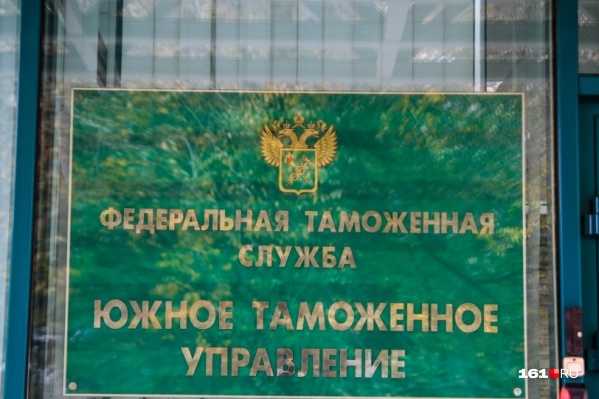 ФЕДЕРАЛЬНАЯ ТАМОЖЕННАЯ
СЛУЖБА
ЮЖНОЕ ТАМОЖЕННОЕ
УПРАВЛЕНИЕ
161.RU